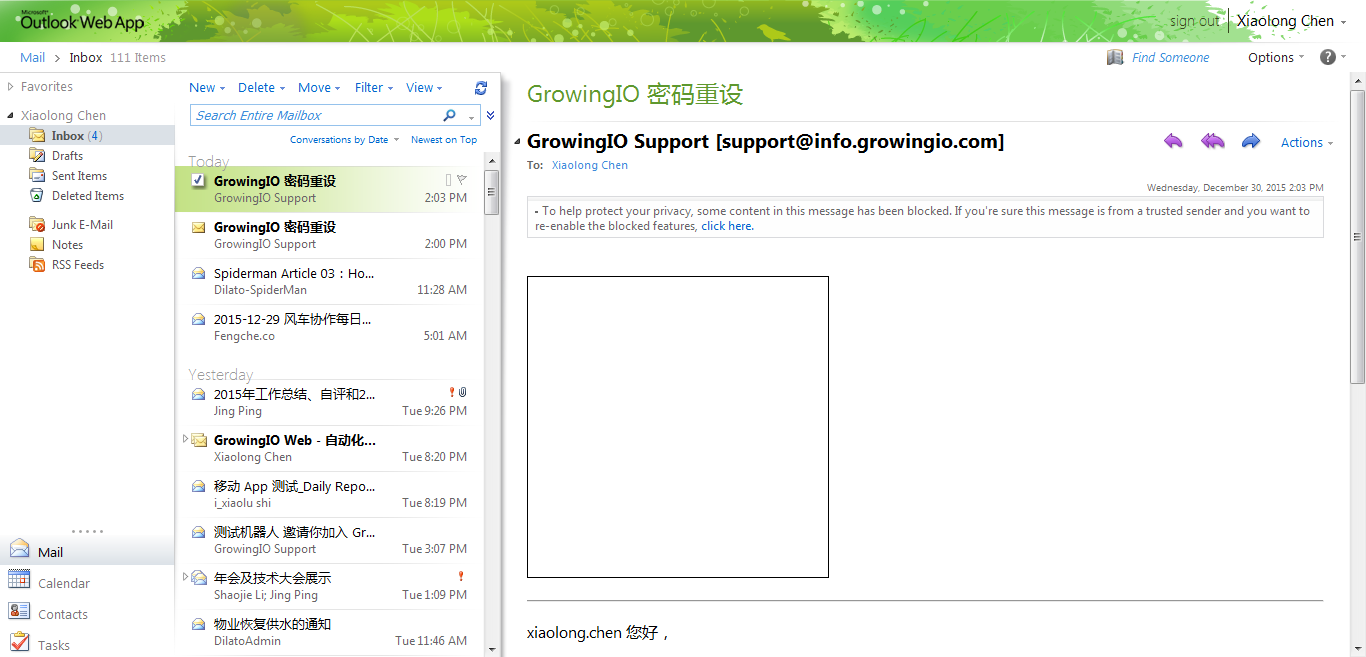 Microsoft
Outlook Web App
sign out
Xiaolong Chen
Mail > Inbox 111 Items
Find Someone
Options
?
Favorites
Xiaolong Chen
Inbox (4)
Drafts
Sent Items
Deleted Items
Junk E-Mail
Notes
RSS Feeds
Mail
Calendar
Contacts
Tasks
New Delete Move Filter View
Search Entire Mailbox
Conversations by Date Newest on Top
Today
GrowingIO 密码重设
GrowingIO Support 2:03 PM
GrowingIO 密码重设
GrowingIO Support 2:00 PM
Spiderman Article 03：Ho...
Dilato-SpiderMan 11:28 AM
2015-12-29 风车协作每日...
Fengche.co 5:01 AM
Yesterday
2015年工作总结、自评和2...
Jing Ping Tue 9:26 PM
GrowingIO Web - 自动化...
Xiaolong Chen Tue 8:20 PM
移动 App 测试_Daily Repo...
i_xiaolu shi Tue 8:19 PM
测试机器人 邀请你加入 Gr...
GrowingIO Support Tue 3:07 PM
年会及技术大会展示
Shaojie Li; Jing Ping Tue 1:09 PM
物业恢复供水的通知
DilatoAdmin Tue 11:46 AM
GrowingIO 密码重设
GrowingIO Support [support@info.growingio.com]
Actions
To: Xiaolong Chen
Wednesday, December 30, 2015 2:03 PM
- To help protect your privacy, some content in this message has been blocked. If you're sure this message is from a trusted sender and you want to
re-enable the blocked features, click here.
xiaolong.chen 您好，